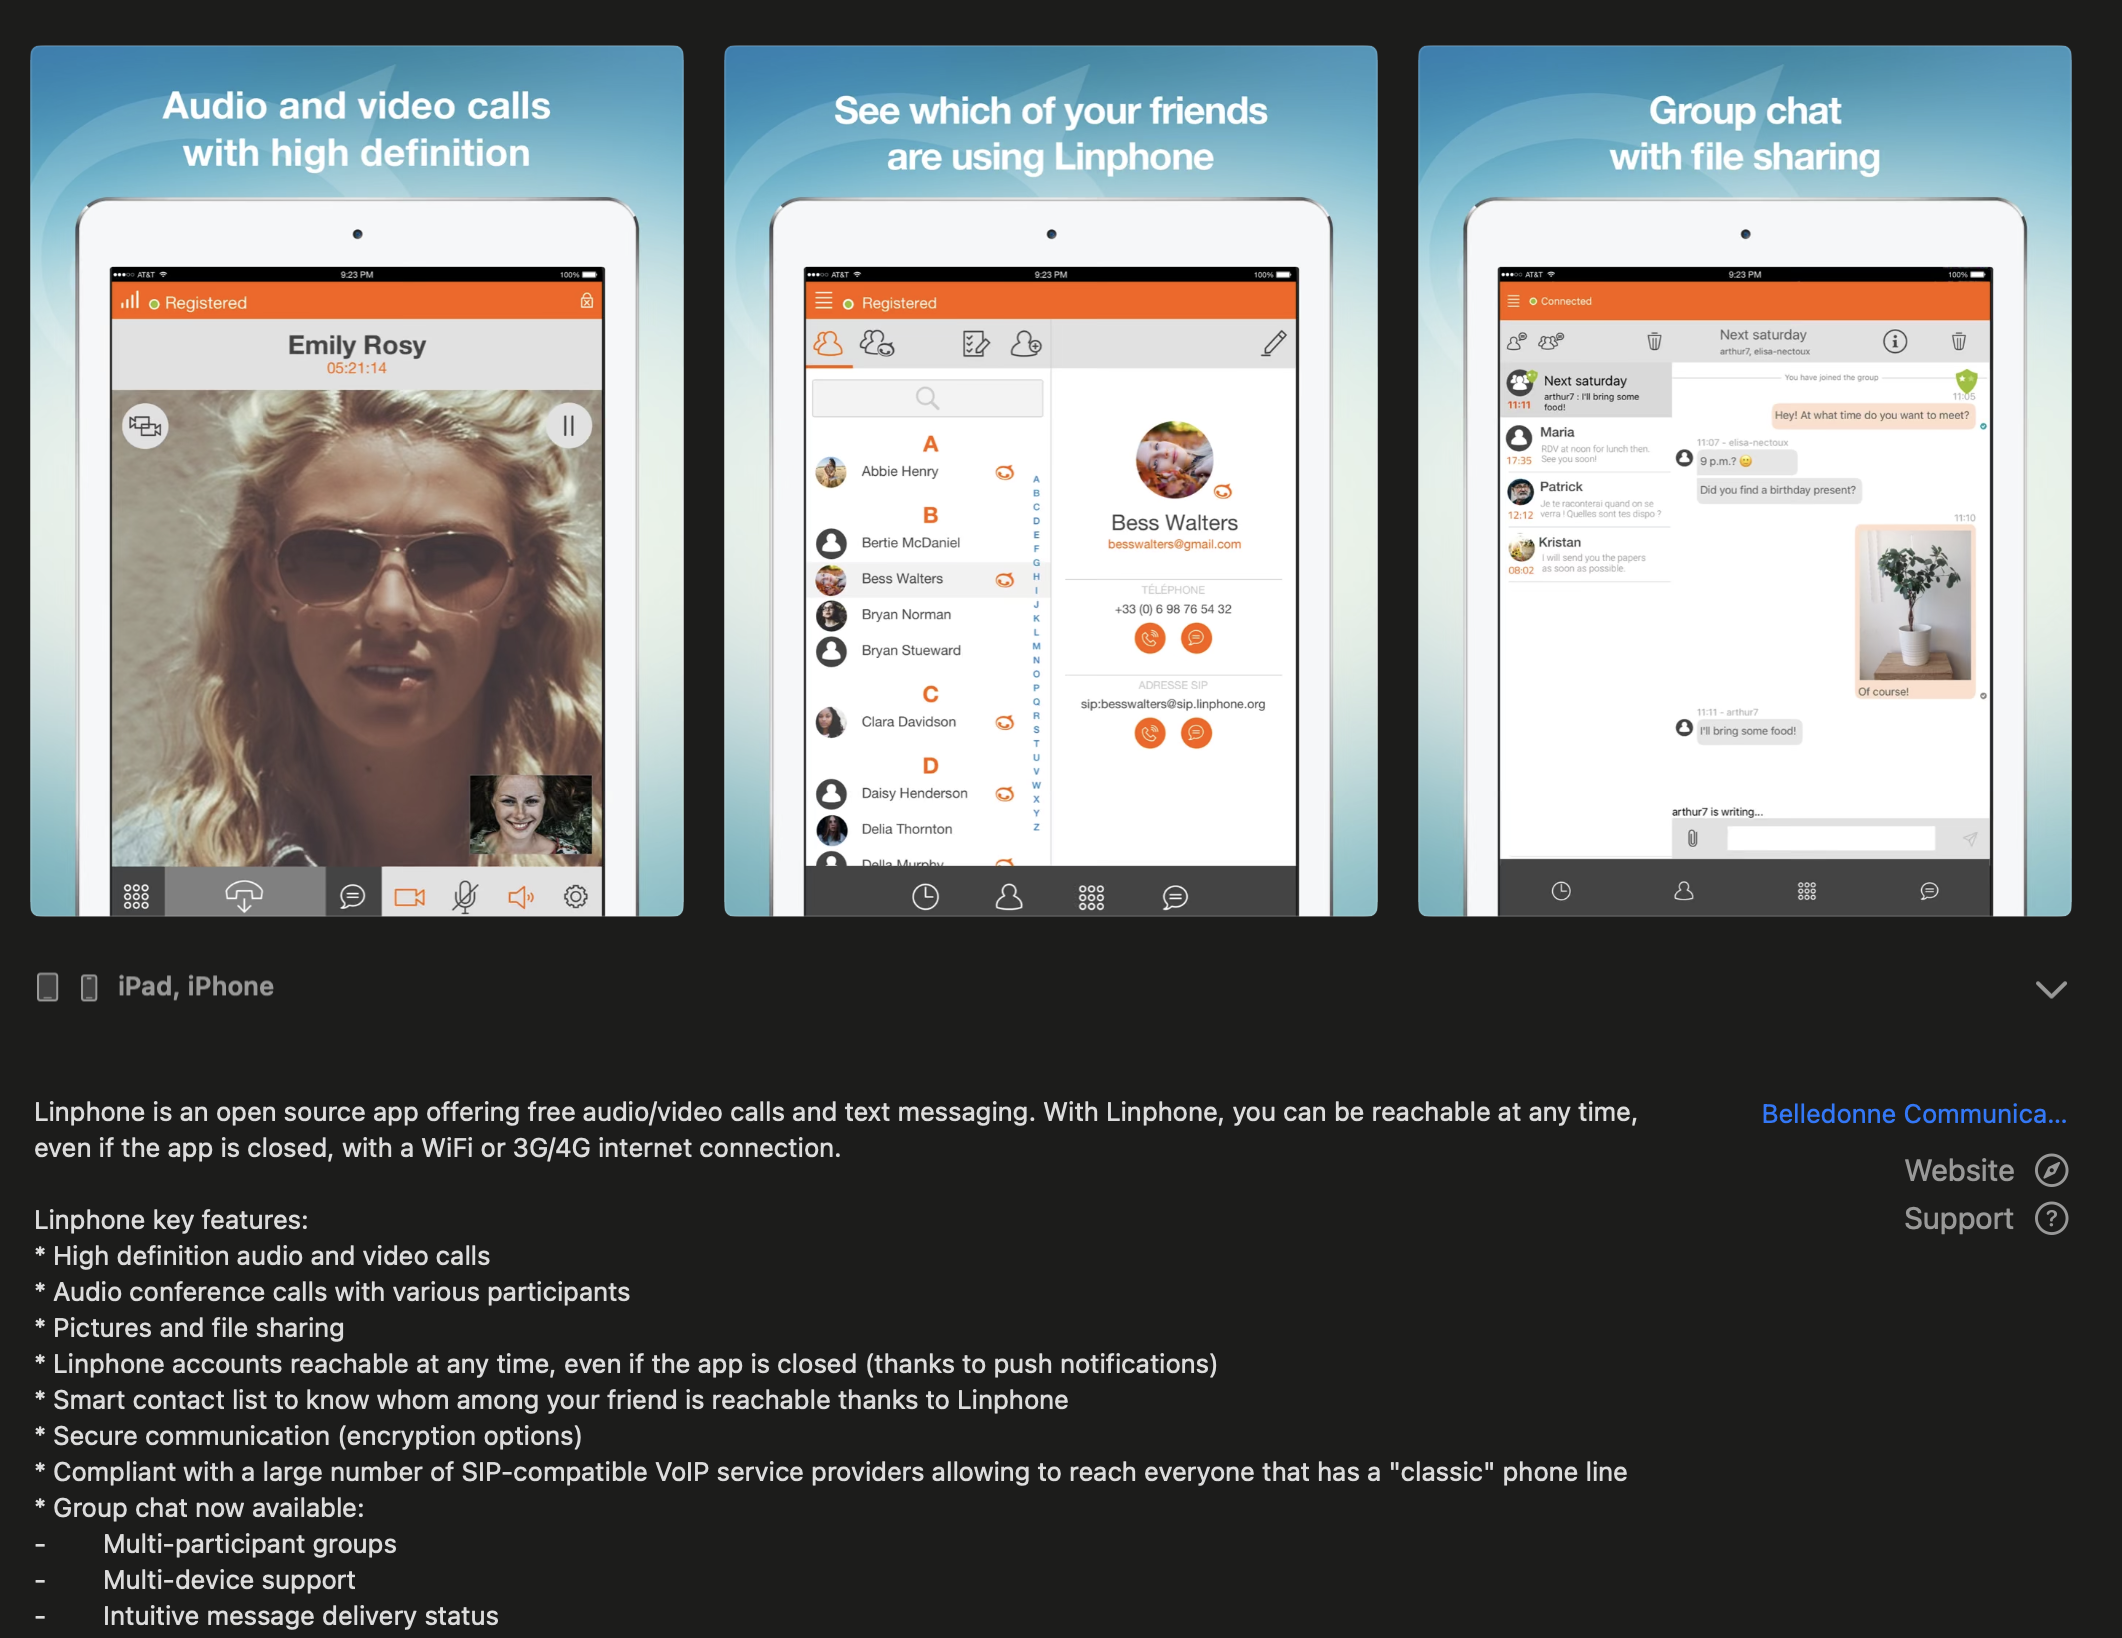 Audio and video calls
with high definition
AT&T 9:23 PM 100%
Registered
Emily Rosy
05:21:14
See which of your friends
are using Linphone
AT&T 9:23 PM 100%
Registered
A
Abbie Henry
B
Bertie McDaniel
Bess Walters
Bryan Norman
Bryan Stueward
C
Clara Davidson
D
Daisy Henderson
Delia Thornton
Della Murphy
A
B
C
D
E
F
G
H
I
J
K
L
M
N
O
P
Q
R
S
T
U
V
W
X
Y
Z
Bess Walters
besswalters@gmail.com
TÉLÉPHONE
+33 (0) 6 98 76 54 32
ADRESSE SIP
sip:besswalters@sip.linphone.org
Group chat
with file sharing
AT&T 9:23 PM 100%
Connected
Next saturday
arthur7, elisa-nectoux
Next saturday
arthur7 : I'll bring some
food!
11:11
Maria
RDV at noon for lunch then.
See you soon!
17:35
Patrick
Je te raconterai quand on se
verra ! Quelles sont tes dispo ?
12:12
Kristan
I will send you the papers
as soon as possible.
08:02
You have joined the group
11:05
Hey! At what time do you want to meet?
11:07 - elisa-nectoux
9 p.m.? 🙂
Did you find a birthday present?
11:10
Of course!
11:11 - arthur7
I'll bring some food!
arthur7 is writing...
iPad, iPhone
Linphone is an open source app offering free audio/video calls and text messaging. With Linphone, you can be reachable at any time,
even if the app is closed, with a WiFi or 3G/4G internet connection.
Linphone key features:
* High definition audio and video calls
* Audio conference calls with various participants
* Pictures and file sharing
* Linphone accounts reachable at any time, even if the app is closed (thanks to push notifications)
* Smart contact list to know whom among your friend is reachable thanks to Linphone
* Secure communication (encryption options)
* Compliant with a large number of SIP-compatible VoIP service providers allowing to reach everyone that has a "classic" phone line
* Group chat now available:
- Multi-participant groups
- Multi-device support
- Intuitive message delivery status
Belledonne Communica...
Website
Support